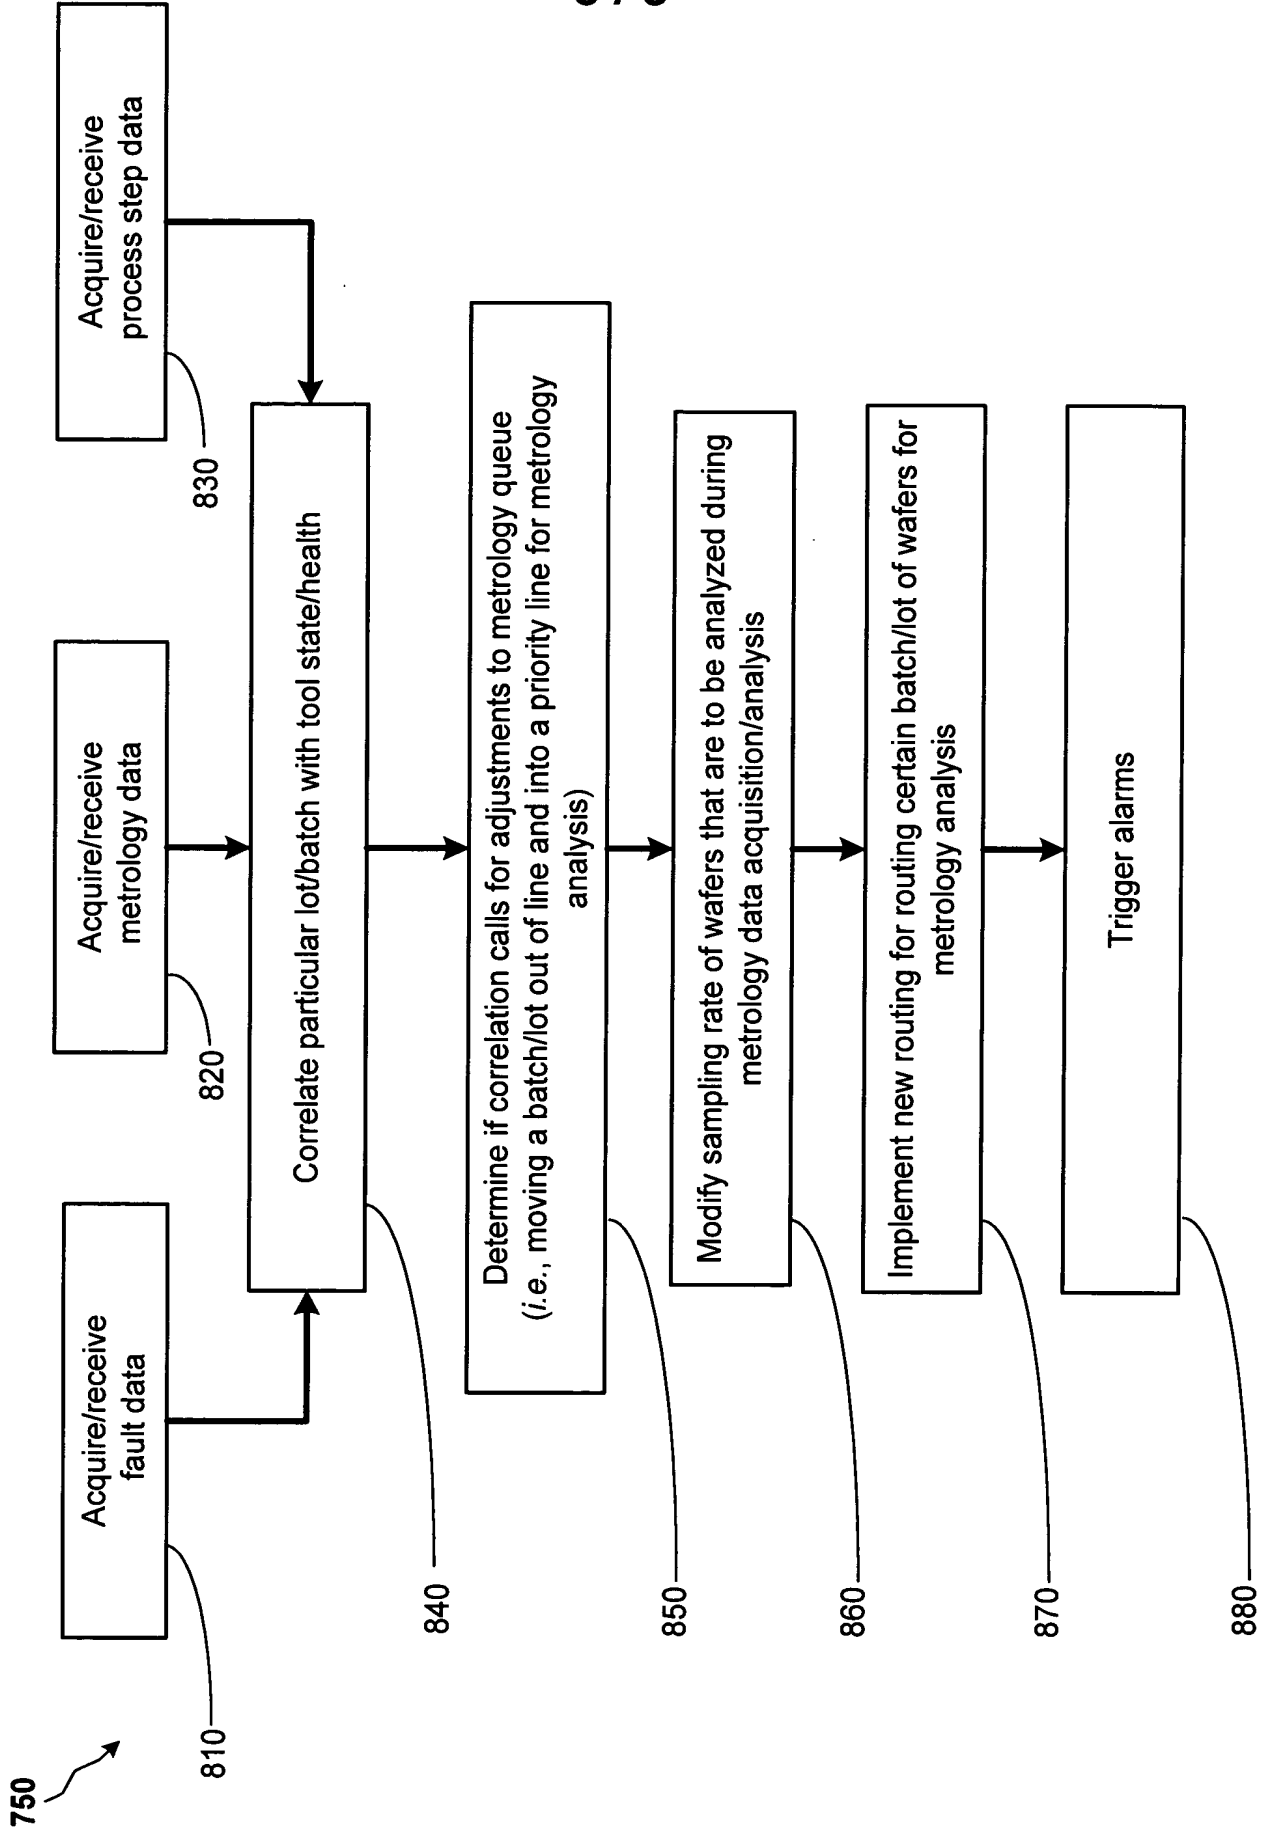 750
Acquire/receive
fault data
810
Acquire/receive
metrology data
820
Acquire/receive
process step data
830
Correlate particular lot/batch with tool state/health
840
Determine if correlation calls for adjustments to metrology queue
(i.e., moving a batch/lot out of line and into a priority line for metrology
analysis)
850
Modify sampling rate of wafers that are to be analyzed during
metrology data acquisition/analysis
860
Implement new routing for routing certain batch/lot of wafers for
metrology analysis
870
Trigger alarms
880